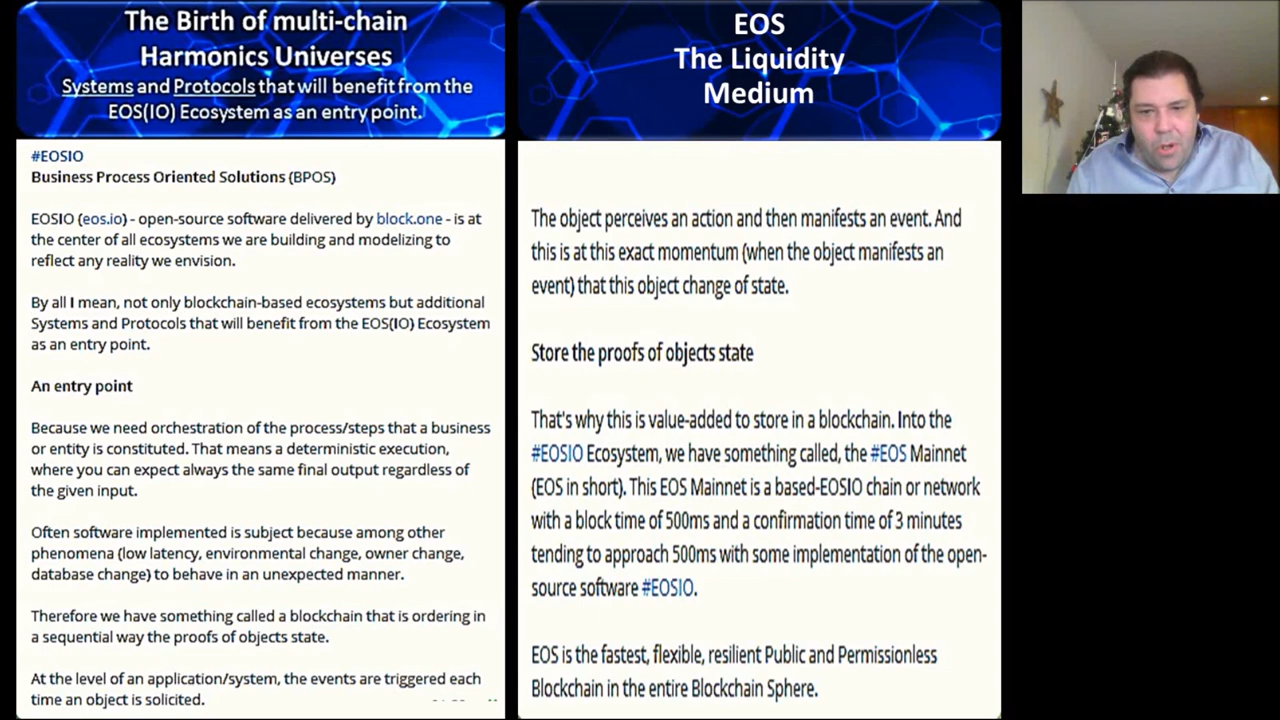 The Birth of multi-chain
Harmonics Universes
Systems and Protocols that will benefit from the
EOS(IO) Ecosystem as an entry point.
#EOSIO
Business Process Oriented Solutions (BPOS)
EOSIO (eos.io) - open-source software delivered by block.one - is at
the center of all ecosystems we are building and modelizing to
reflect any reality we envision.
By all I mean, not only blockchain-based ecosystems but additional
Systems and Protocols that will benefit from the EOS(IO) Ecosystem
as an entry point.
An entry point
Because we need orchestration of the process/steps that a business
or entity is constituted. That means a deterministic execution,
where you can expect always the same final output regardless of
the given input.
Often software implemented is subject because among other
phenomena (low latency, environmental change, owner change,
database change) to behave in an unexpected manner.
Therefore we have something called a blockchain that is ordering in
a sequential way the proofs of objects state.
At the level of an application/system, the events are triggered each
time an object is solicited.
EOS
The Liquidity
Medium
The object perceives an action and then manifests an event. And
this is at this exact momentum (when the object manifests an
event) that this object change of state.
Store the proofs of objects state
That's why this is value-added to store in a blockchain. Into the
#EOSIO Ecosystem, we have something called, the #EOS Mainnet
(EOS in short). This EOS Mainnet is a based-EOSIO chain or network
with a block time of 500ms and a confirmation time of 3 minutes
tending to approach 500ms with some implementation of the open-
source software #EOSIO.
EOS is the fastest, flexible, resilient Public and Permissionless
Blockchain in the entire Blockchain Sphere.